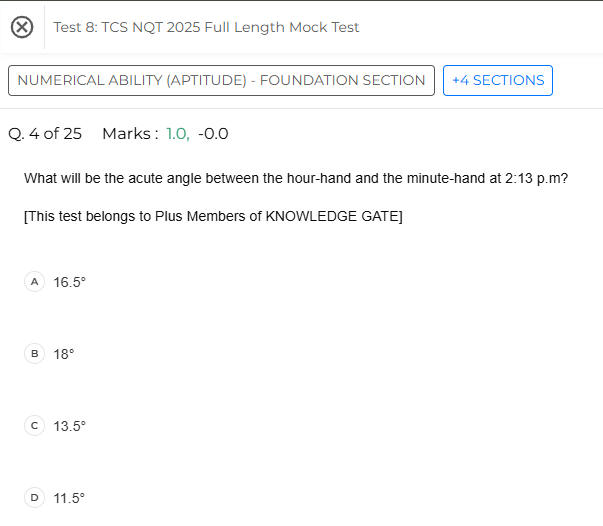 Test 8: TCS NQT 2025 Full Length Mock Test
NUMERICAL ABILITY (APTITUDE) - FOUNDATION SECTION
+4 SECTIONS
Q. 4 of 25 Marks : 1.0, -0.0
What will be the acute angle between the hour-hand and the minute-hand at 2:13 p.m?
[This test belongs to Plus Members of KNOWLEDGE GATE]
A 16.5°
B 18°
C 13.5°
D 11.5°